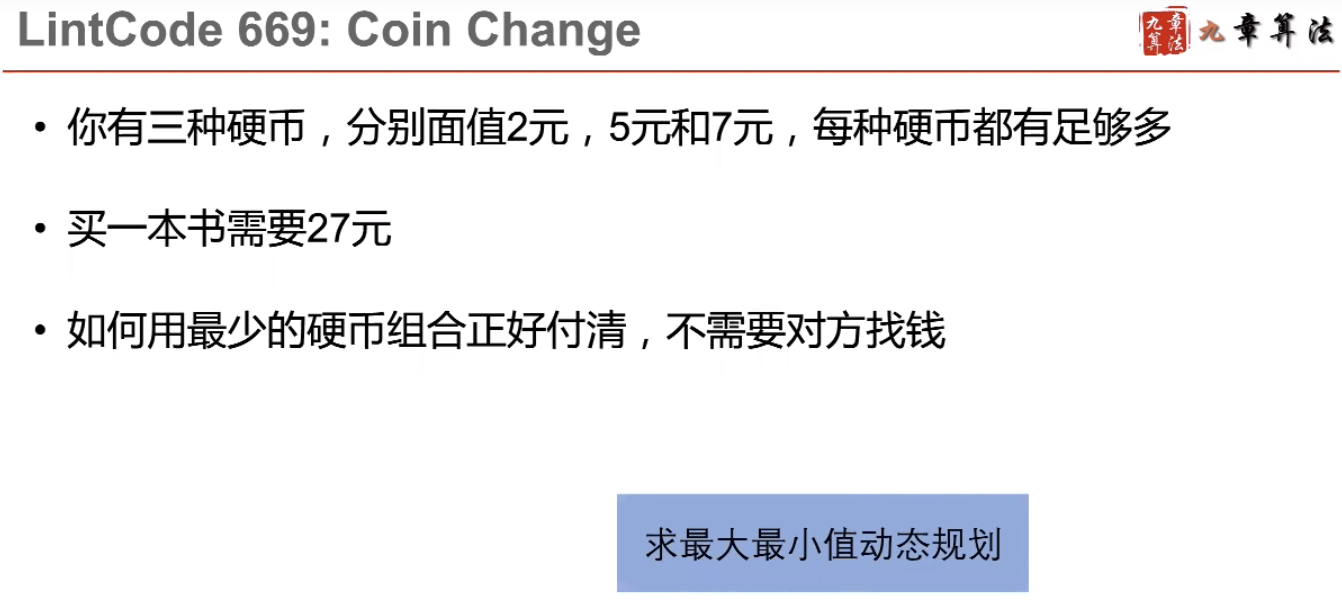 LintCode 669: Coin Change
九章算法 九章算法
• 你有三种硬币，分别面值2元，5元和7元，每种硬币都有足够多
• 买一本书需要27元
• 如何用最少的硬币组合正好付清，不需要对方找钱
求最大最小值动态规划